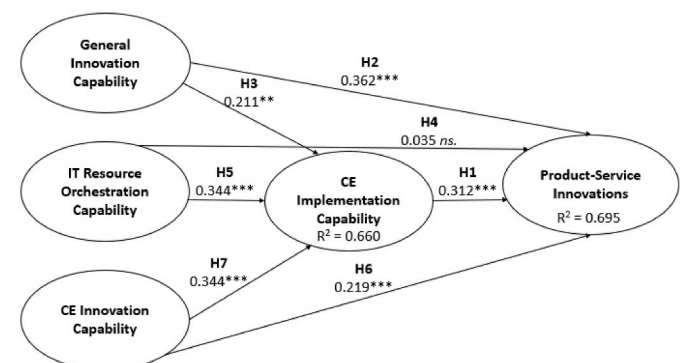 General
Innovation
Capability
H2
0.362***
H3
0.211**
H4
0.035 ns.
IT Resource
Orchestration
Capability
H5
0.344***
CE
Implementation
Capability
R² = 0.660
H1
0.312***
Product-Service
Innovations
R² = 0.695
H7
0.344***
H6
0.219***
CE Innovation
Capability